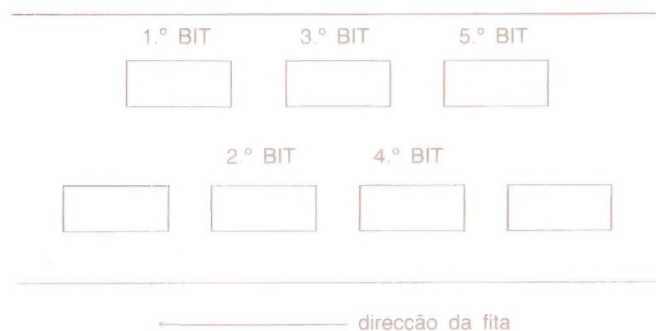 1.º BIT 3.º BIT 5.º BIT
2.º BIT 4.º BIT
direcção da fita